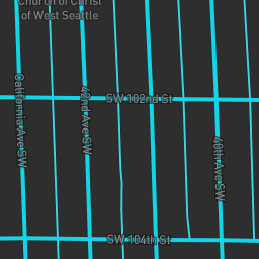 Church of Christ
of West Seattle
SW 102nd St
California Ave SW
42nd Ave SW
40th Ave SW
SW 104th St